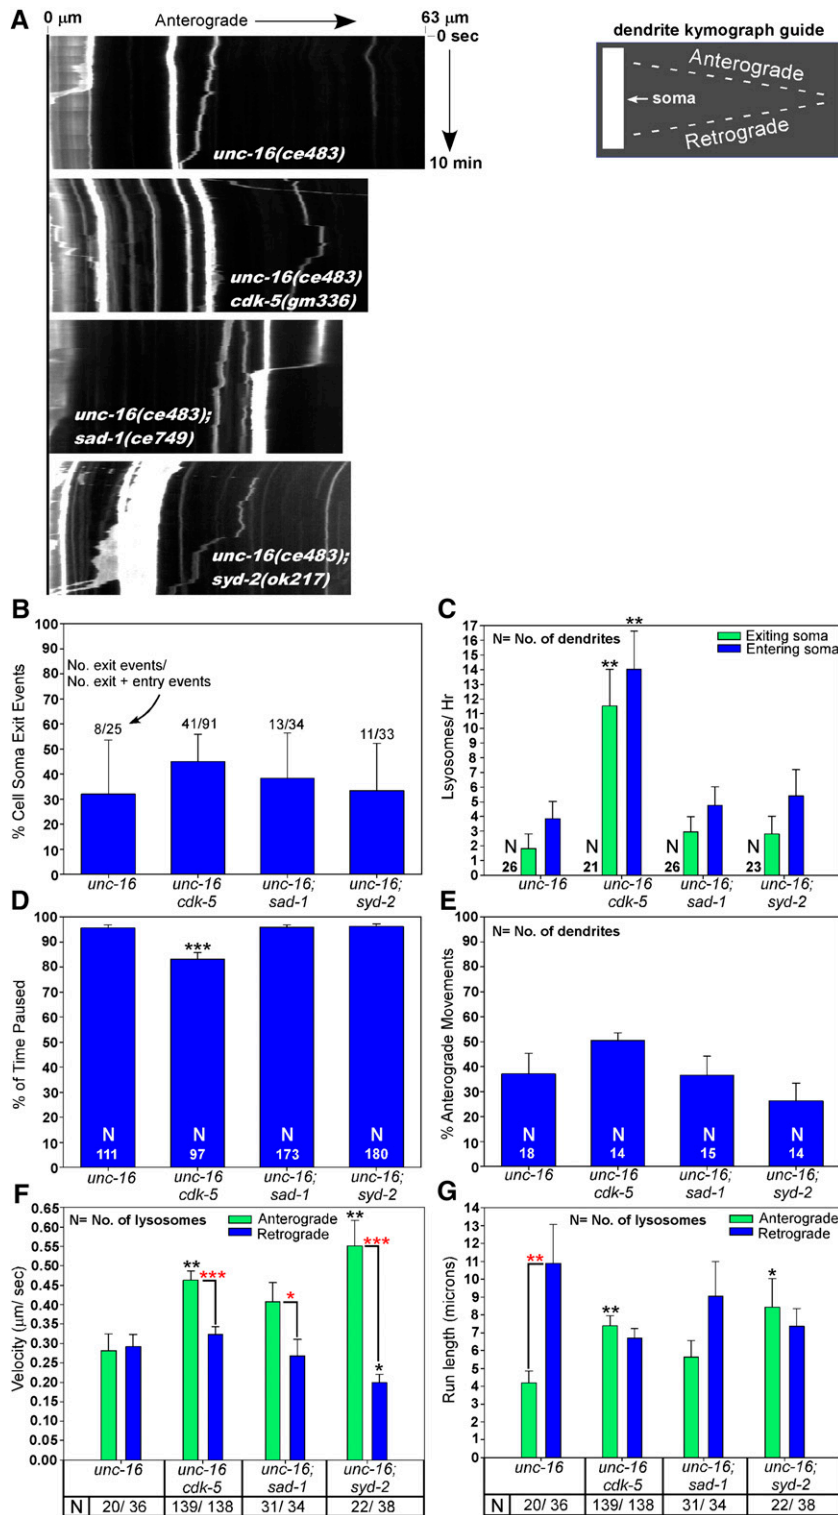 A
0 µm
Anterograde
63 µm
0 sec
10 min
unc-16(ce483)
unc-16(ce483)
cdk-5(gm336)
unc-16(ce483);
sad-1(ce749)
unc-16(ce483);
syd-2(ok217)
dendrite kymograph guide
Anterograde
soma
Retrograde
B
% Cell Soma Exit Events
100
90
80
70
60
50
40
30
20
10
0
No. exit events/
No. exit + entry events
8/25
41/91
13/34
11/33
unc-16
unc-16
cdk-5
unc-16;
sad-1
unc-16;
syd-2
C
Lsyosomes/ Hr
17
16
15
14
13
12
11
10
9
8
7
6
5
4
3
2
1
0
N= No. of dendrites
Exiting soma
Entering soma
**
**
N
26
N
21
N
26
N
23
unc-16
unc-16
cdk-5
unc-16;
sad-1
unc-16;
syd-2
D
% of Time Paused
100
90
80
70
60
50
40
30
20
10
0
***
N
111
N
97
N
173
N
180
unc-16
unc-16
cdk-5
unc-16;
sad-1
unc-16;
syd-2
E
% Anterograde Movements
100
90
80
70
60
50
40
30
20
10
0
N= No. of dendrites
N
18
N
14
N
15
N
14
unc-16
unc-16
cdk-5
unc-16;
sad-1
unc-16;
syd-2
F
Velocity (µm/ sec)
0.65
0.60
0.55
0.50
0.45
0.40
0.35
0.30
0.25
0.20
0.15
0.10
0.05
0.00
N= No. of lysosomes
Anterograde
Retrograde
**
***
*
**
***
*
unc-16
unc-16
cdk-5
unc-16;
sad-1
unc-16;
syd-2
N 20/ 36 139/ 138 31/ 34 22/ 38
G
Run length (microns)
14
13
12
11
10
9
8
7
6
5
4
3
2
1
0
N= No. of lysosomes
Anterograde
Retrograde
**
**
*
unc-16
unc-16
cdk-5
unc-16;
sad-1
unc-16;
syd-2
N 20/ 36 139/ 138 31/ 34 22/ 38